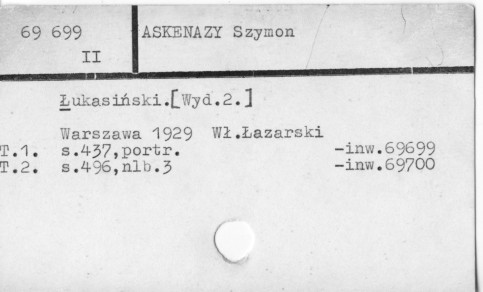 69 699
II
ASKENAZY Szymon
Łukasiński.[Wyd.2.]
Warszawa 1929 Wł.Łazarski
T.1. s.437,portr. -inw.69699
T.2. s.496,nlb.3 -inw.69700